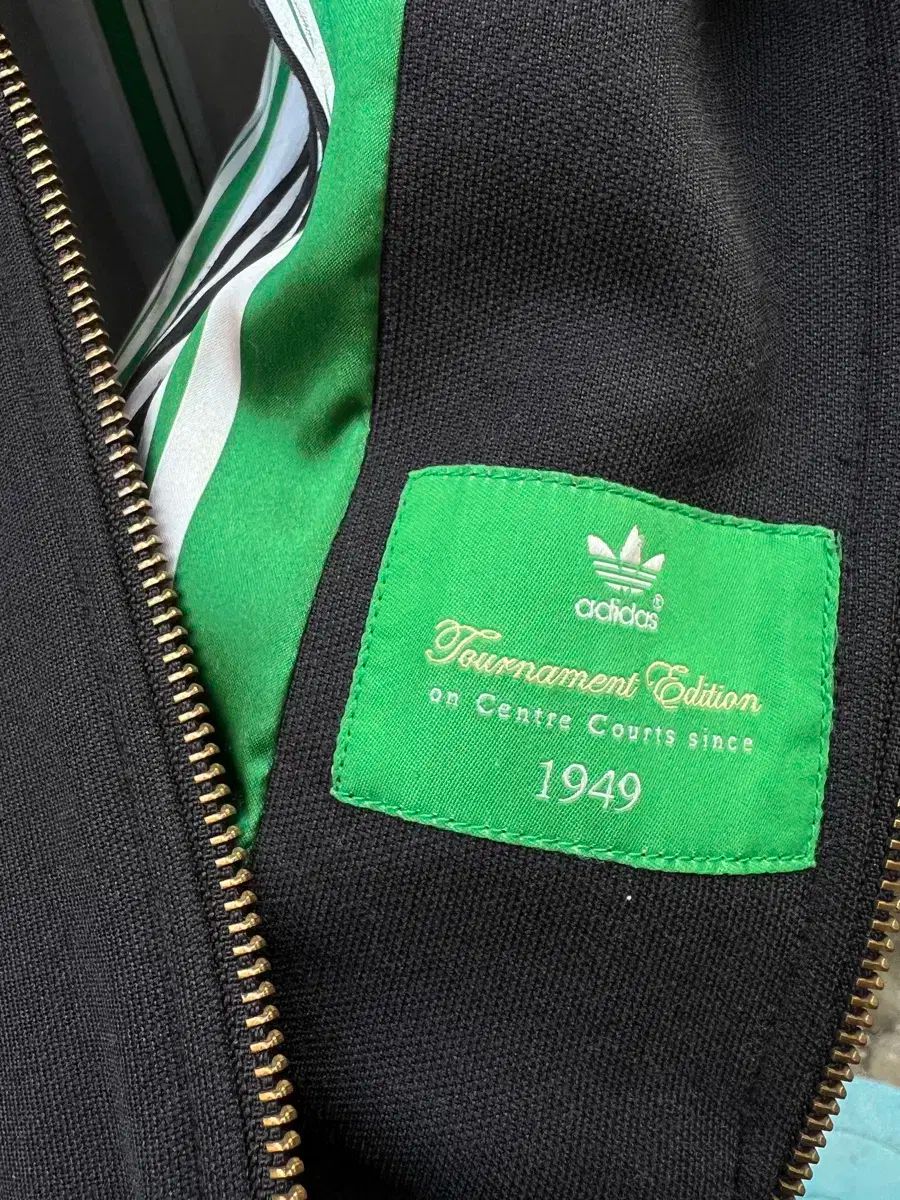 adidas®
Tournament Edition
on Centre Courts since
1949